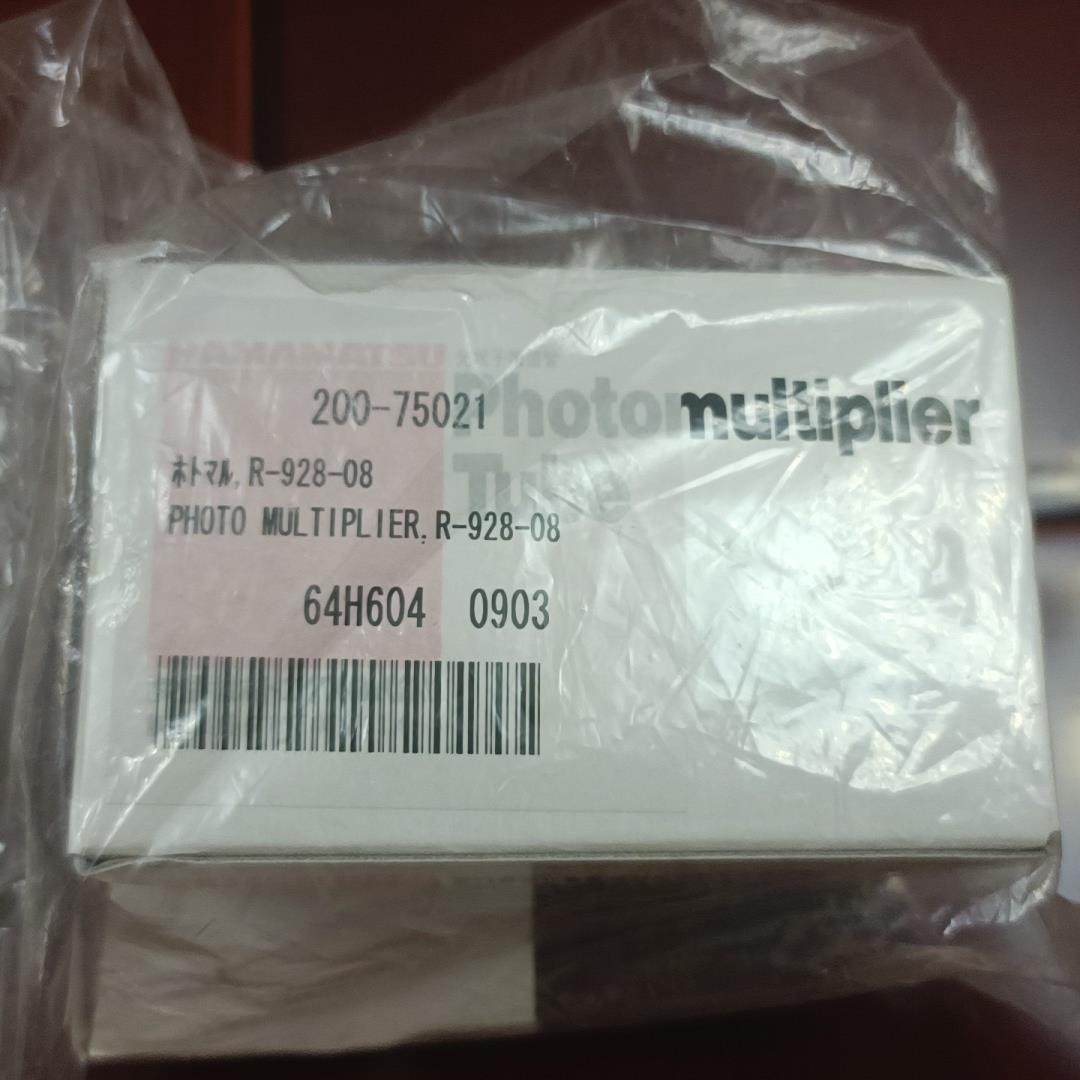 Photomultiplier
Tube
200-75021
ホトマル,R-928-08
PHOTO MULTIPLIER,R-928-08
64H604 0903